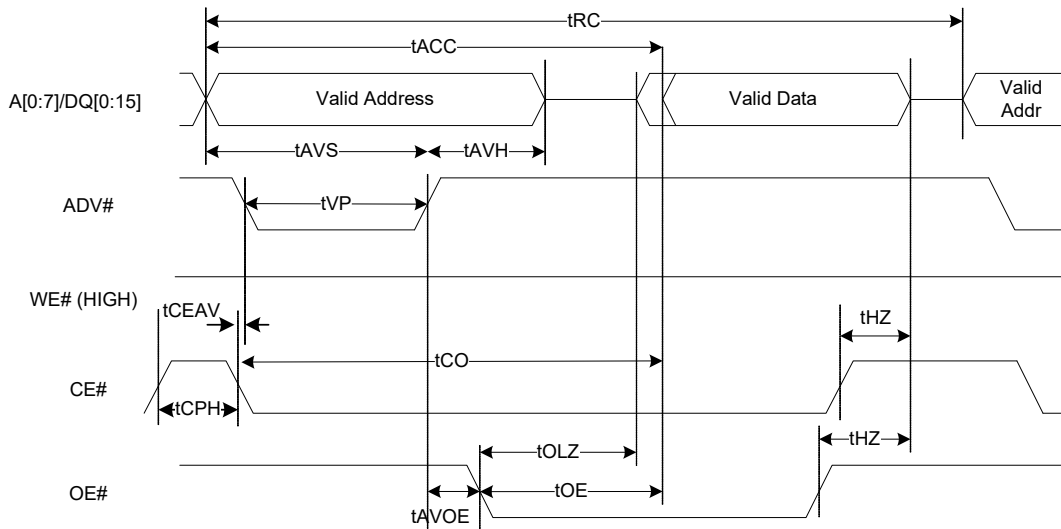 tRC
tACC
A[0:7]/DQ[0:15]
Valid Address
Valid Data
Valid
Addr
tAVS
tAVH
ADV#
tVP
WE# (HIGH)
tCEAV
tHZ
tCO
CE#
tCPH
tHZ
tOLZ
OE#
tOE
tAVOE